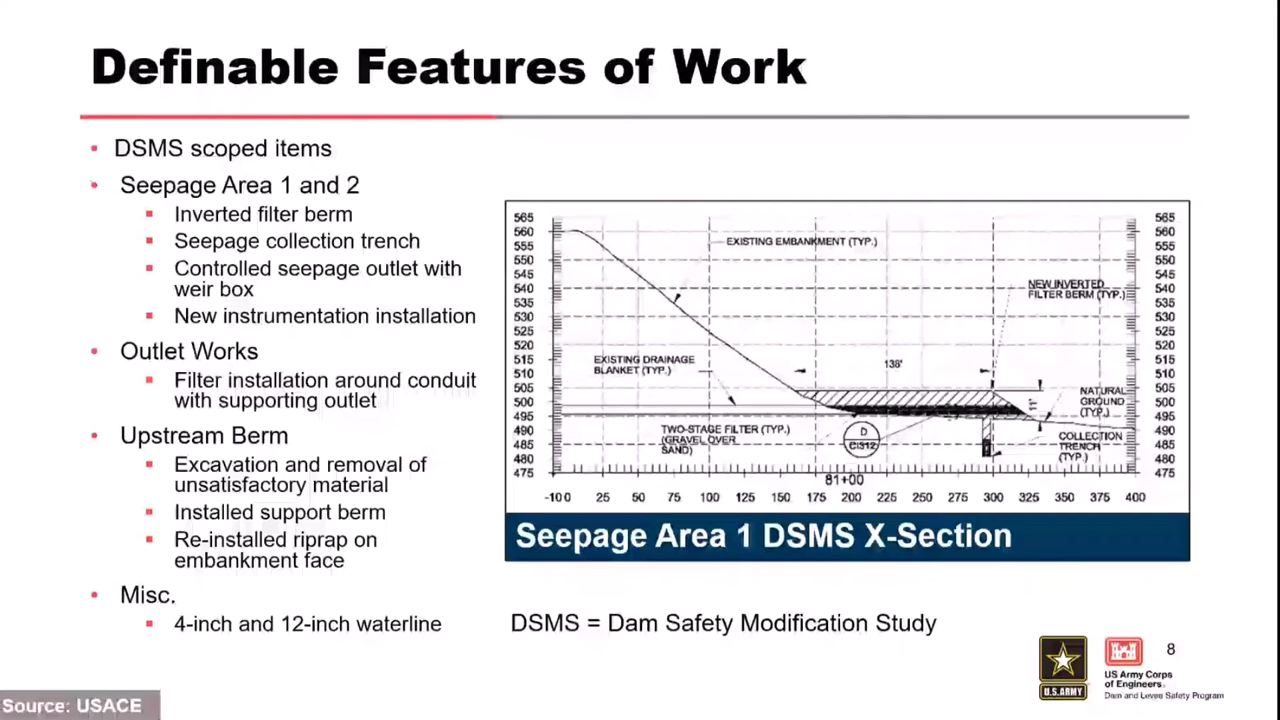 Definable Features of Work
DSMS scoped items
Seepage Area 1 and 2
Inverted filter berm
Seepage collection trench
Controlled seepage outlet with
weir box
New instrumentation installation
Outlet Works
Filter installation around conduit
with supporting outlet
Upstream Berm
Excavation and removal of
unsatisfactory material
Installed support berm
Re-installed riprap on
embankment face
Misc.
4-inch and 12-inch waterline
565
560
555
550
545
540
535
530
525
520
515
510
505
500
495
490
485
480
475
EXISTING EMBANKMENT (TYP.)
NEW INVERTED
FILTER BERM (TYP.)
EXISTING DRAINAGE
BLANKET (TYP.)
138'
11'
NATURAL
GROUND
(TYP.)
TWO-STAGE FILTER (TYP.)
(GRAVEL OVER
SAND)
D
CIS12
COLLECTION
TRENCH
(TYP.)
565
560
555
550
545
540
535
530
525
520
515
510
505
500
495
490
485
480
475
81+00
-10 0 25 50 75 100 125 150 175 200 225 250 275 300 325 350 375 400
Seepage Area 1 DSMS X-Section
DSMS = Dam Safety Modification Study
8
U.S.ARMY
US Army Corps
of Engineers®
Dam and Levee Safety Program
Source: USACE